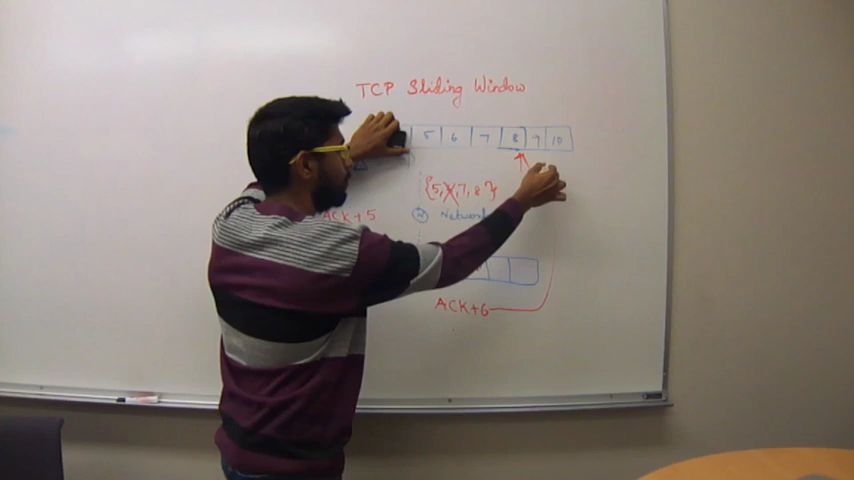 TCP Sliding Window
5 6 7 8 9 10
{5, X, 7, 8}
ACK+5
Network
ACK+6